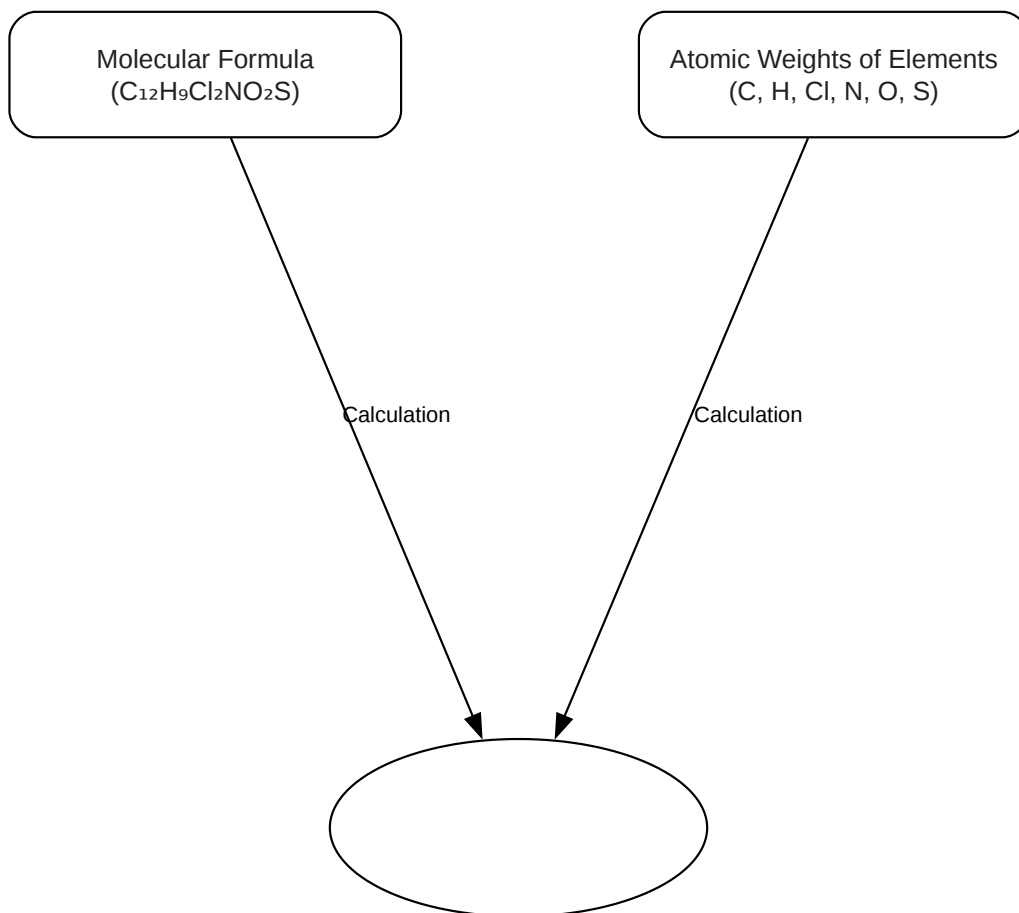 Molecular Formula
(C₁₂H₉Cl₂NO₂S)
Atomic Weights of Elements
(C, H, Cl, N, O, S)
Calculation
Calculation